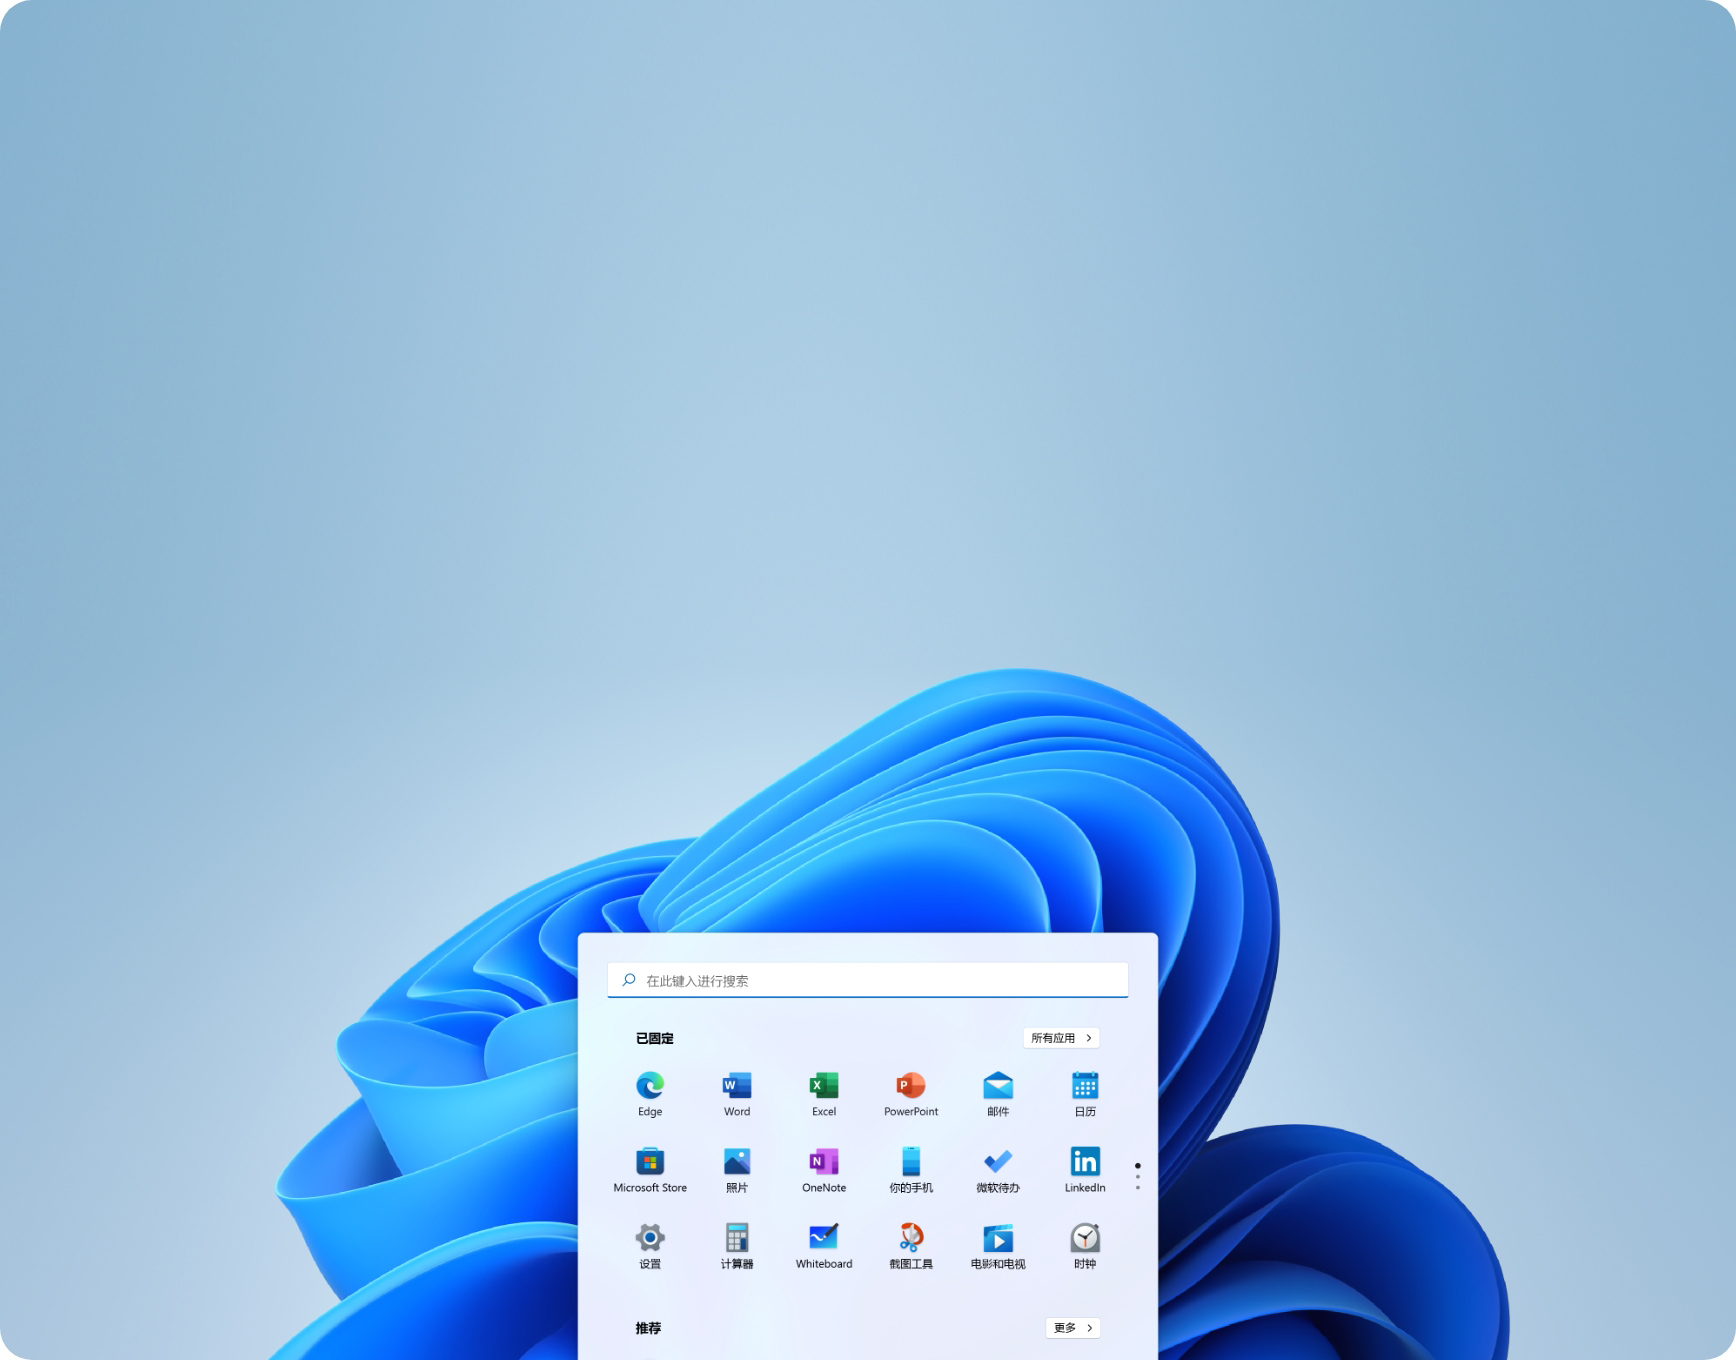 在此键入进行搜索
已固定
所有应用 >
Edge Word Excel PowerPoint 邮件 日历
Microsoft Store 照片 OneNote 你的手机 微软待办 LinkedIn
设置 计算器 Whiteboard 截图工具 电影和电视 时钟
推荐
更多 >